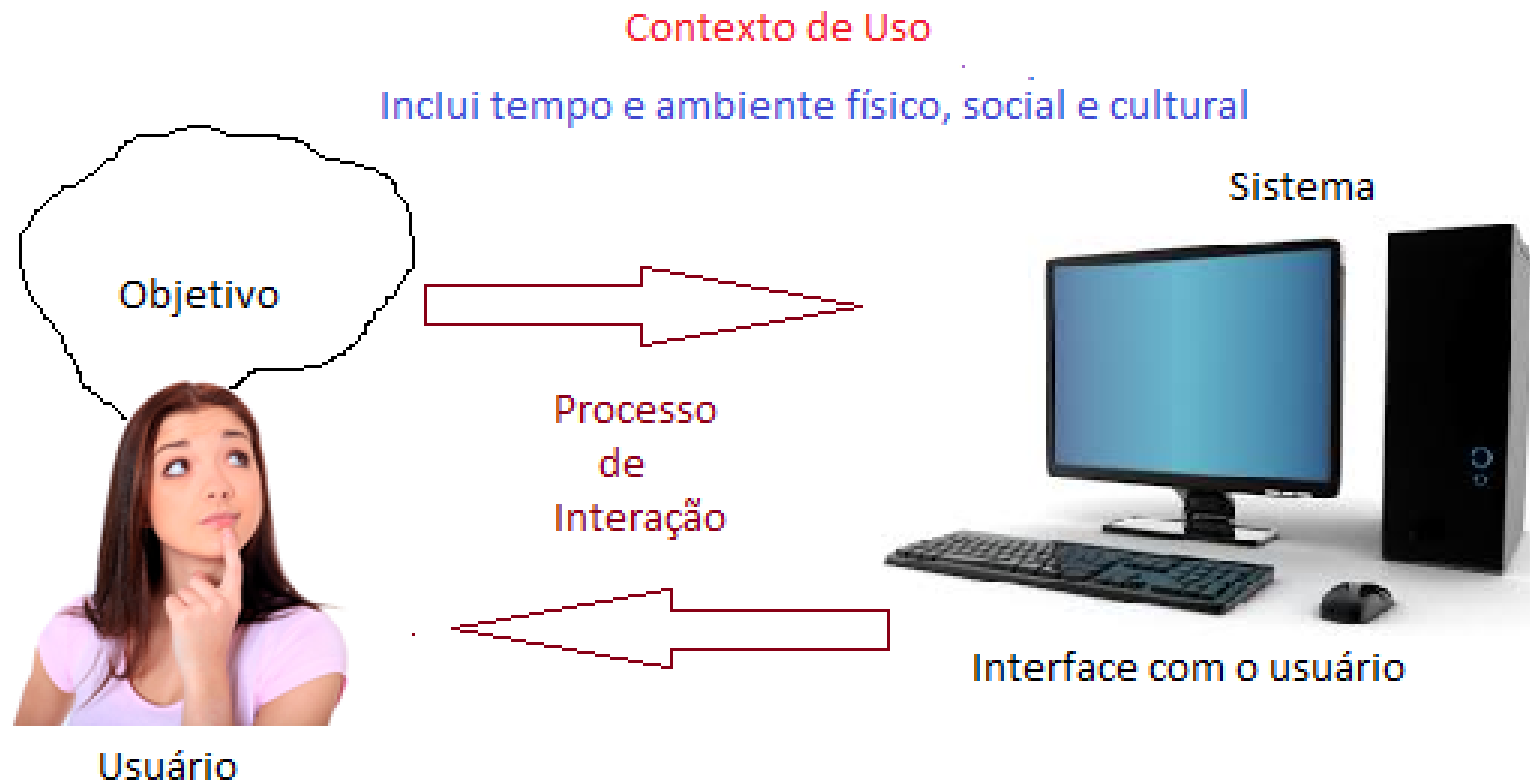 Contexto de Uso
Inclui tempo e ambiente físico, social e cultural
Sistema
Objetivo
Processo
de
Interação
Interface com o usuário
Usuário